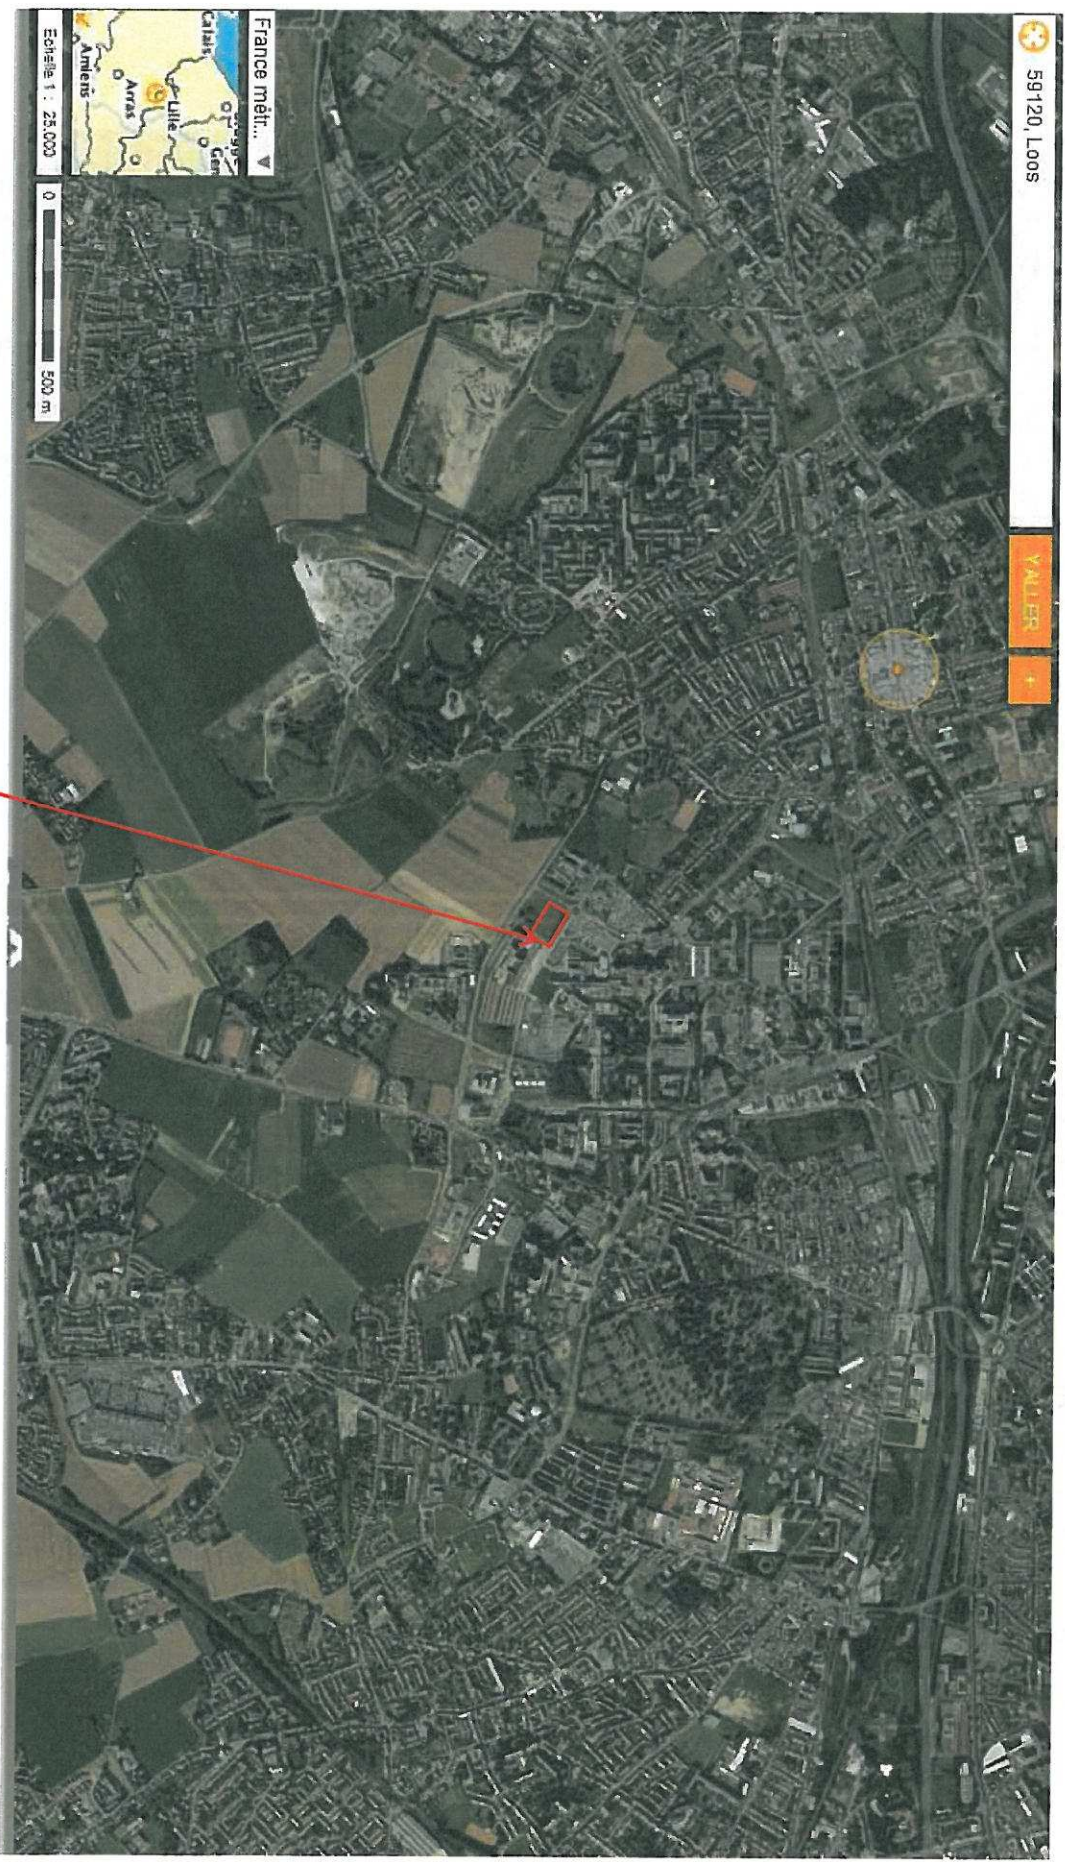 59120, Loos
Y ALLER
+
France métr...
Calais
Lille
Arras
Amiens
Echelle 1 : 25.000
0
500 m